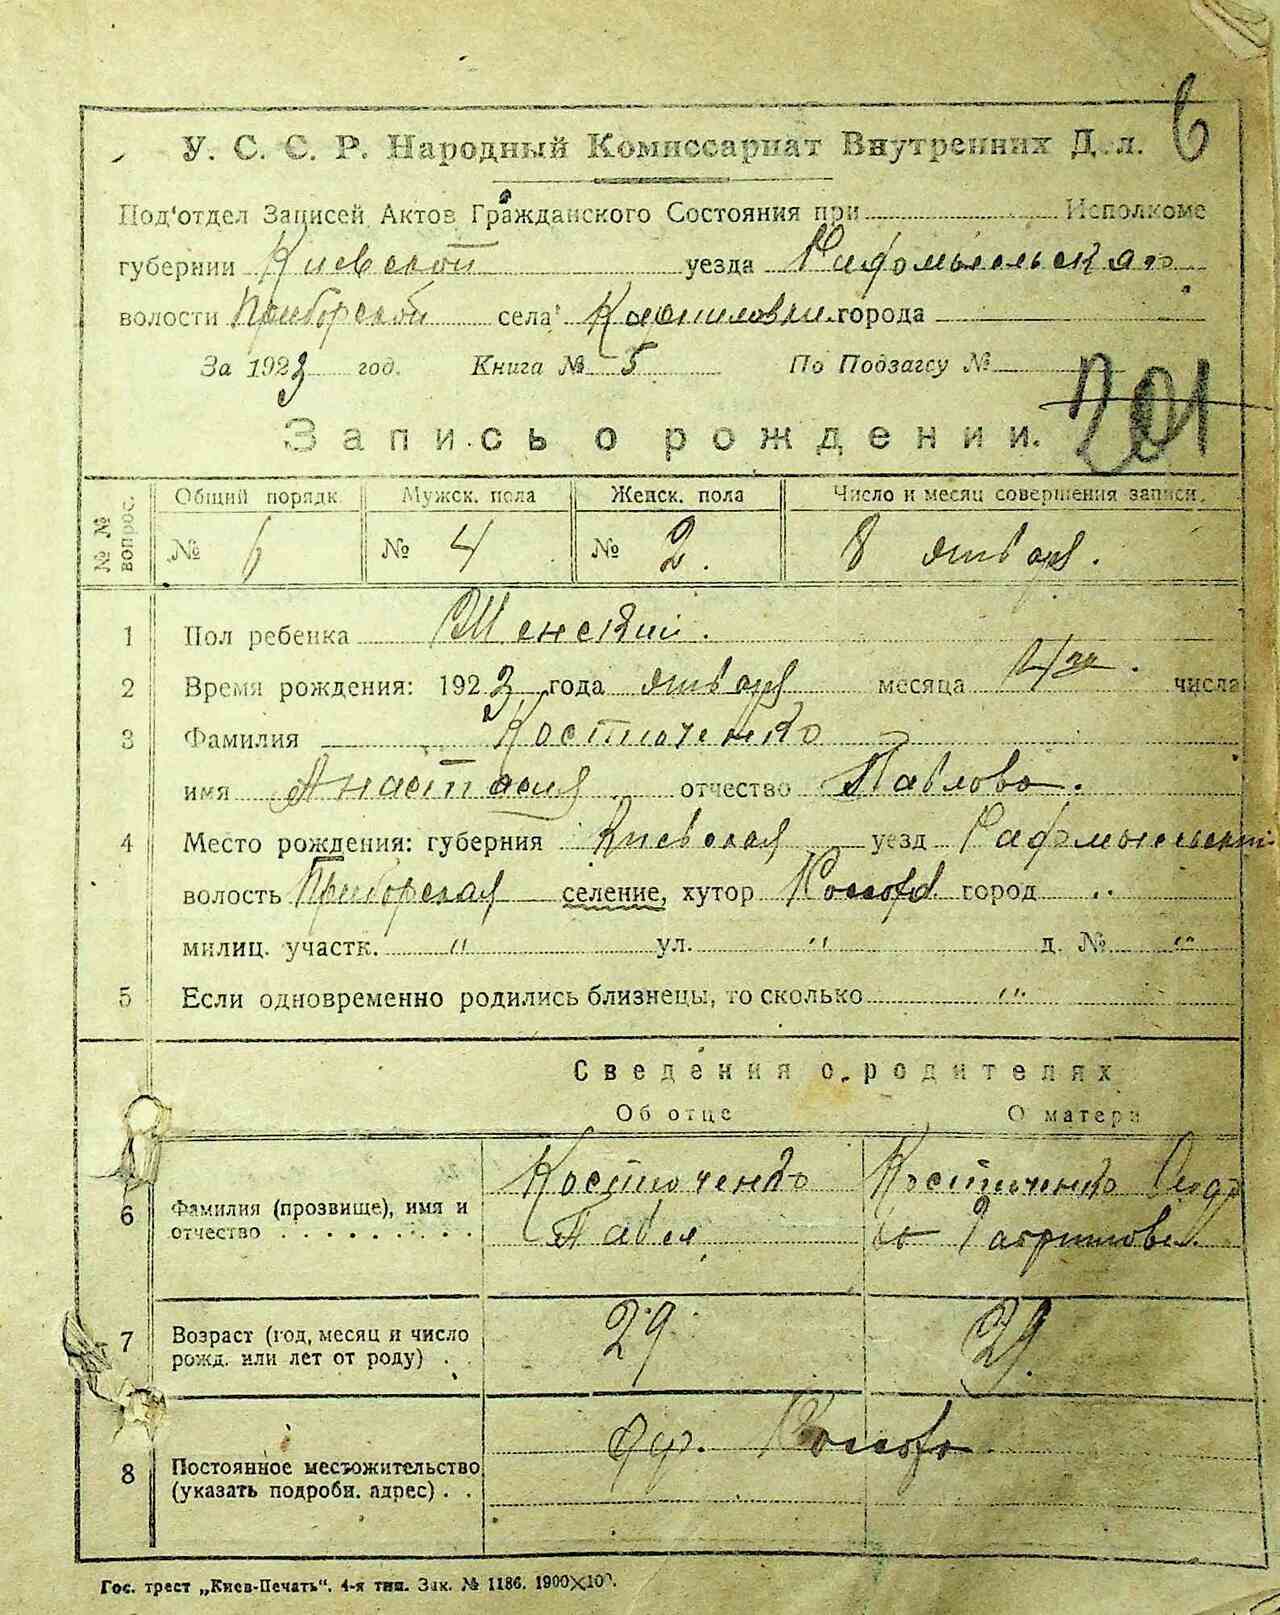 6
У. С. С. Р. Народный Комиссариат Внутренних Д.л.
Под'отдел Записей Актов Гражданского Состояния при Исполкоме
губернии Киевской уезда
волости Приборской села города
За 1923 год. Книга № 5 По Подзагсу №
201
Запись о рождении.
№ № вопрос. Общий порядк. Мужск. пола Женск. пола Число и месяц совершения записи.
№ 6 № 4 № 2. 8 января.
1 Пол ребенка Женский.
2 Время рождения: 1923 года января месяца 4го. числа
3 Фамилия Костюченко
имя Анастасия отчество Павлова.
4 Место рождения: губерния Киевская уезд
волость Приборская селение, хутор город "
милиц. участк. " ул. " д. № "
5 Если одновременно родились близнецы, то сколько "
Сведения о родителях
Об отце О матери
6 Фамилия (прозвище), имя и Костюченко Костюченко
отчество . . . . . . . . . . Павел
7 Возраст (год, месяц и число 29 29.
рожд. или лет от роду) . .
8 Постоянное местожительство
(указать подробн. адрес) . .
Гос. трест „Киев-Печать“. 4-я тип. Зак. № 1186. 1900×100.